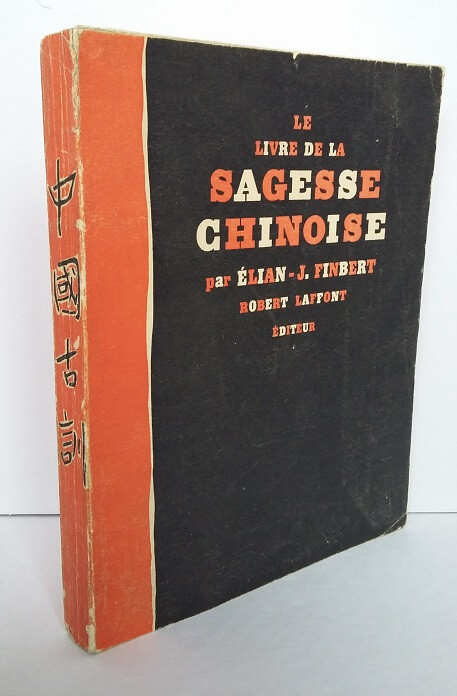 中國古訓
LE
LIVRE DE LA
SAGESSE
CHINOISE
par ÉLIAN-J. FINBERT
ROBERT LAFFONT
ÉDITEUR